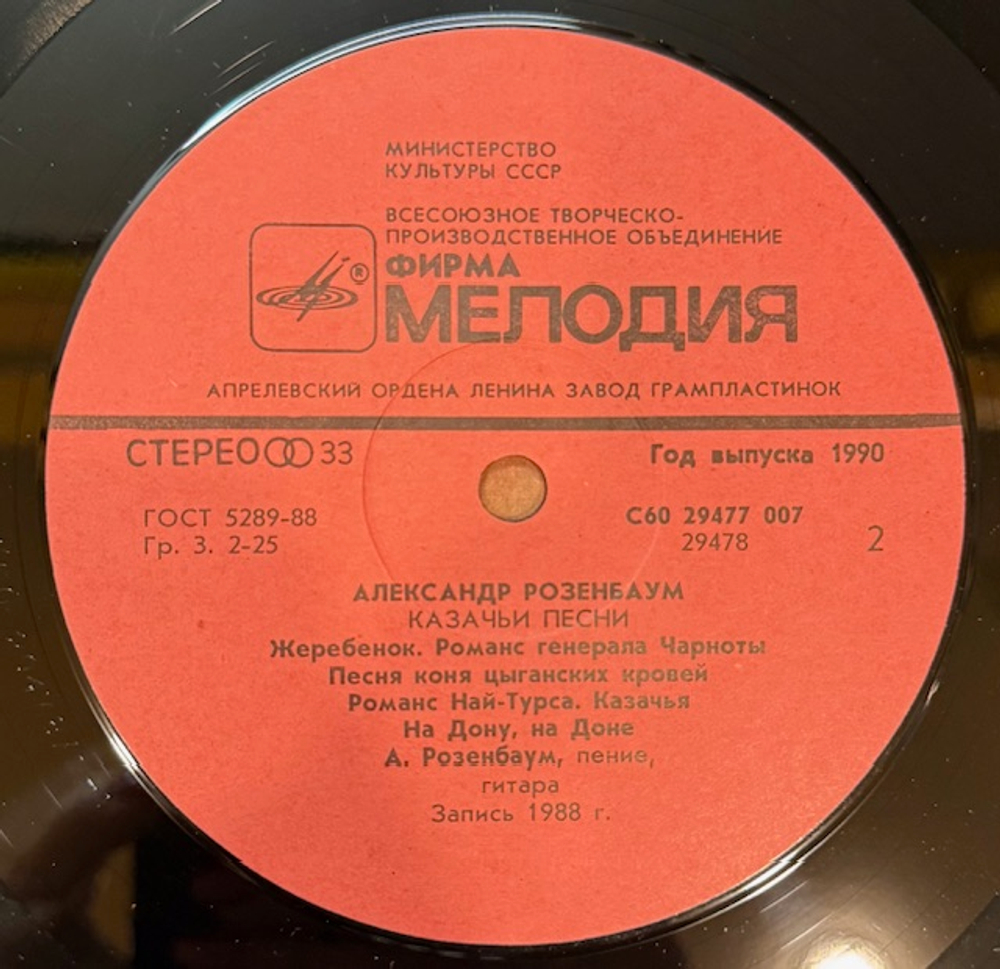 МИНИСТЕРСТВО
КУЛЬТУРЫ СССР
ВСЕСОЮЗНОЕ ТВОРЧЕСКО-
ПРОИЗВОДСТВЕННОЕ ОБЪЕДИНЕНИЕ
ФИРМА
®
МЕЛОДИЯ
АПРЕЛЕВСКИЙ ОРДЕНА ЛЕНИНА ЗАВОД ГРАМПЛАСТИНОК
СТЕРЕО 33 Год выпуска 1990
ГОСТ 5289-88 С60 29477 007
Гр. 3. 2-25 29478 2
АЛЕКСАНДР РОЗЕНБАУМ
КАЗАЧЬИ ПЕСНИ
Жеребенок. Романс генерала Чарноты
Песня коня цыганских кровей
Романс Най-Турса. Казачья
На Дону, на Доне
А. Розенбаум, пение,
гитара
Запись 1988 г.